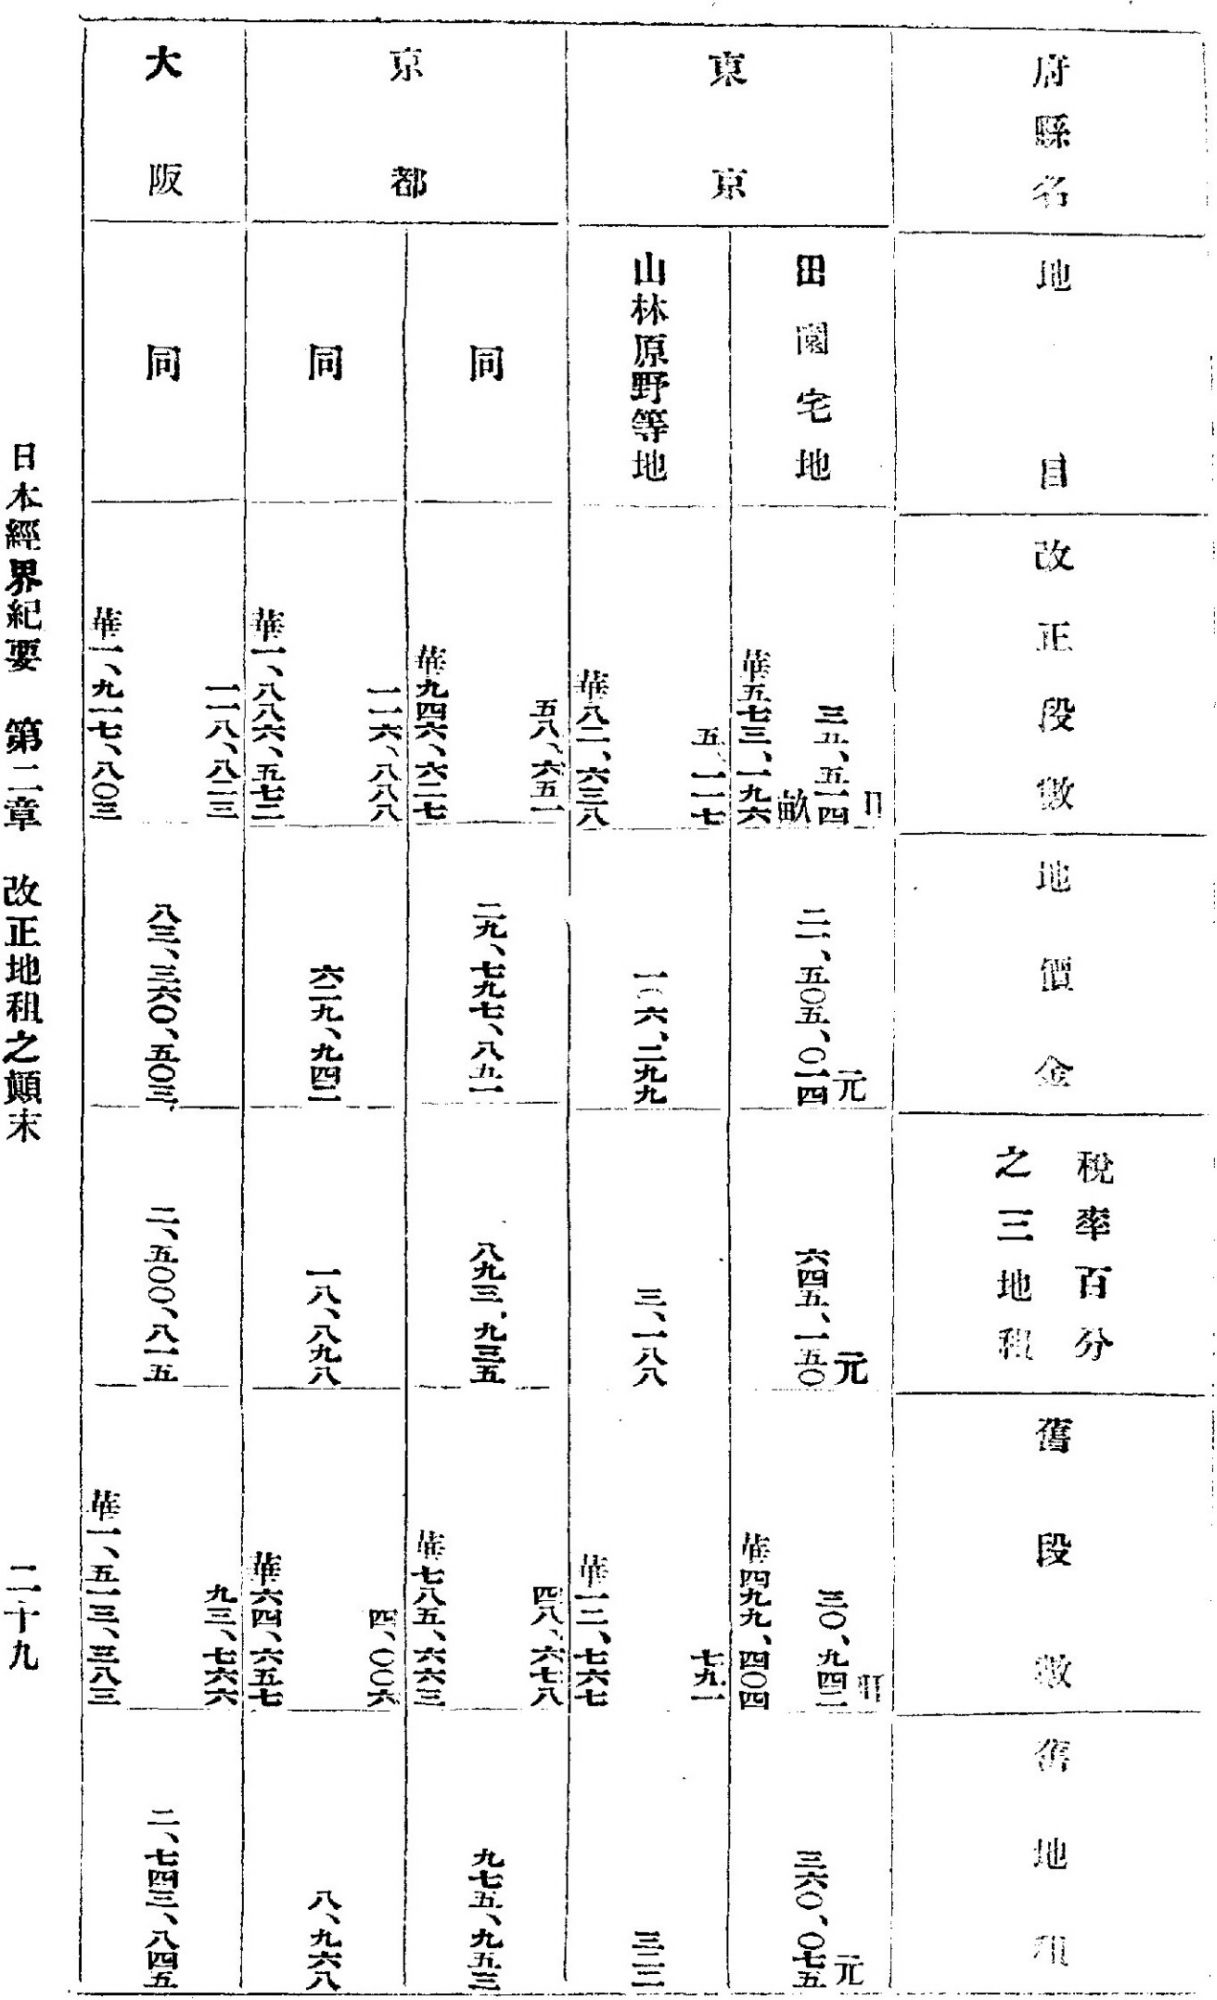 府縣名
地目
改正段數
地價金
稅率百分
之三地租
舊段數
舊地租
東京
田園宅地
町
三五、五一四
畝
華五七三、一九六
元
二一、五〇五、〇一四
元
六四五、一五〇
町
三〇、九四二
華四九九、四〇四
元
三六〇、〇七五
山林原野等地
五、一一七
華八二、六三八
一〇六、二九九
三、一八八
七九一
華一二、七六七
三二二
京都
同
五八、六五一
華九四六、六二七
二九、七九七、八五一
八九三、九三五
四八、六七八
華七八五、六六三
九七五、九五三
同
一一六、八八八
華一、八八六、五七二
六二九、九四二
一八、八九八
四、〇〇六
華六四、六五七
八、九六八
大阪
同
一一八、八二三
華一、九一七、八〇三
八三、三六〇、五〇三
二、五〇〇、八一五
九三、七六六
華一、五一三、三八三
二、七四三、八四五
日本經界紀要 第二章 改正地租之顛末 二十九